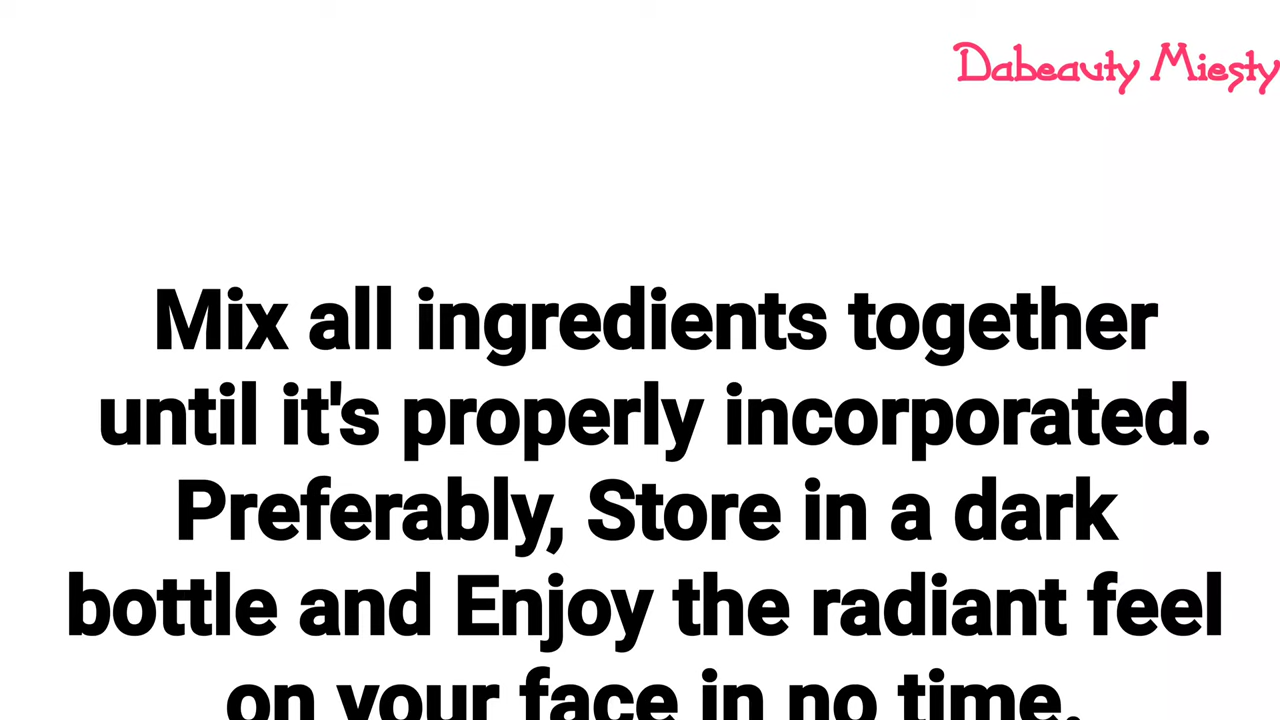 Dabeauty Miesty
Mix all ingredients together
until it's properly incorporated.
Preferably, Store in a dark
bottle and Enjoy the radiant feel
on your face in no time.